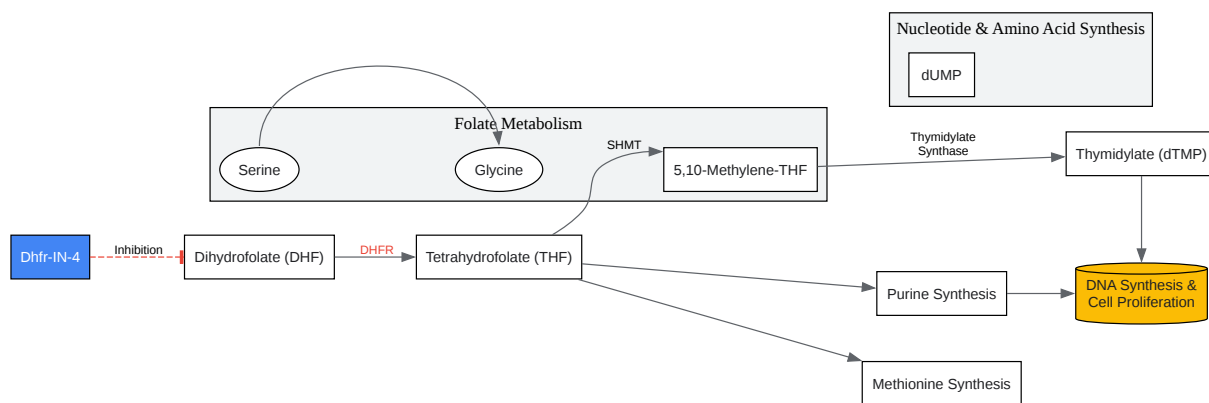 Nucleotide & Amino Acid Synthesis
dUMP
Folate Metabolism
Serine
Glycine
SHMT
5,10-Methylene-THF
Thymidylate
Synthase
Thymidylate (dTMP)
Dhfr-IN-4
Inhibition
Dihydrofolate (DHF)
DHFR
Tetrahydrofolate (THF)
Purine Synthesis
DNA Synthesis &
Cell Proliferation
Methionine Synthesis